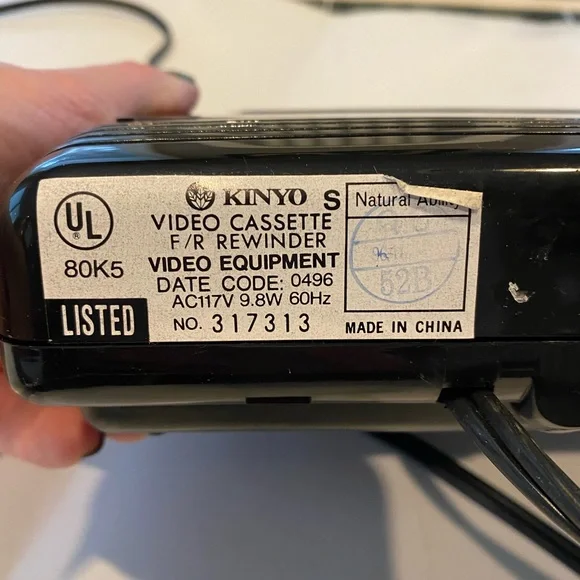 UL
®
80K5
LISTED
KINYO S
VIDEO CASSETTE
F/R REWINDER
VIDEO EQUIPMENT
DATE CODE: 0496
AC117V 9.8W 60Hz
NO. 317313
Natural Ability
52B
MADE IN CHINA